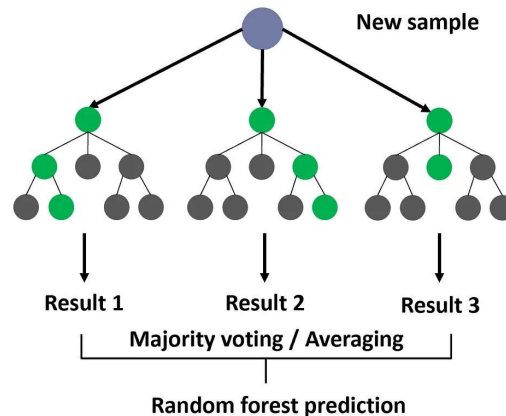 New sample
Result 1 Result 2 Result 3
Majority voting / Averaging
Random forest prediction